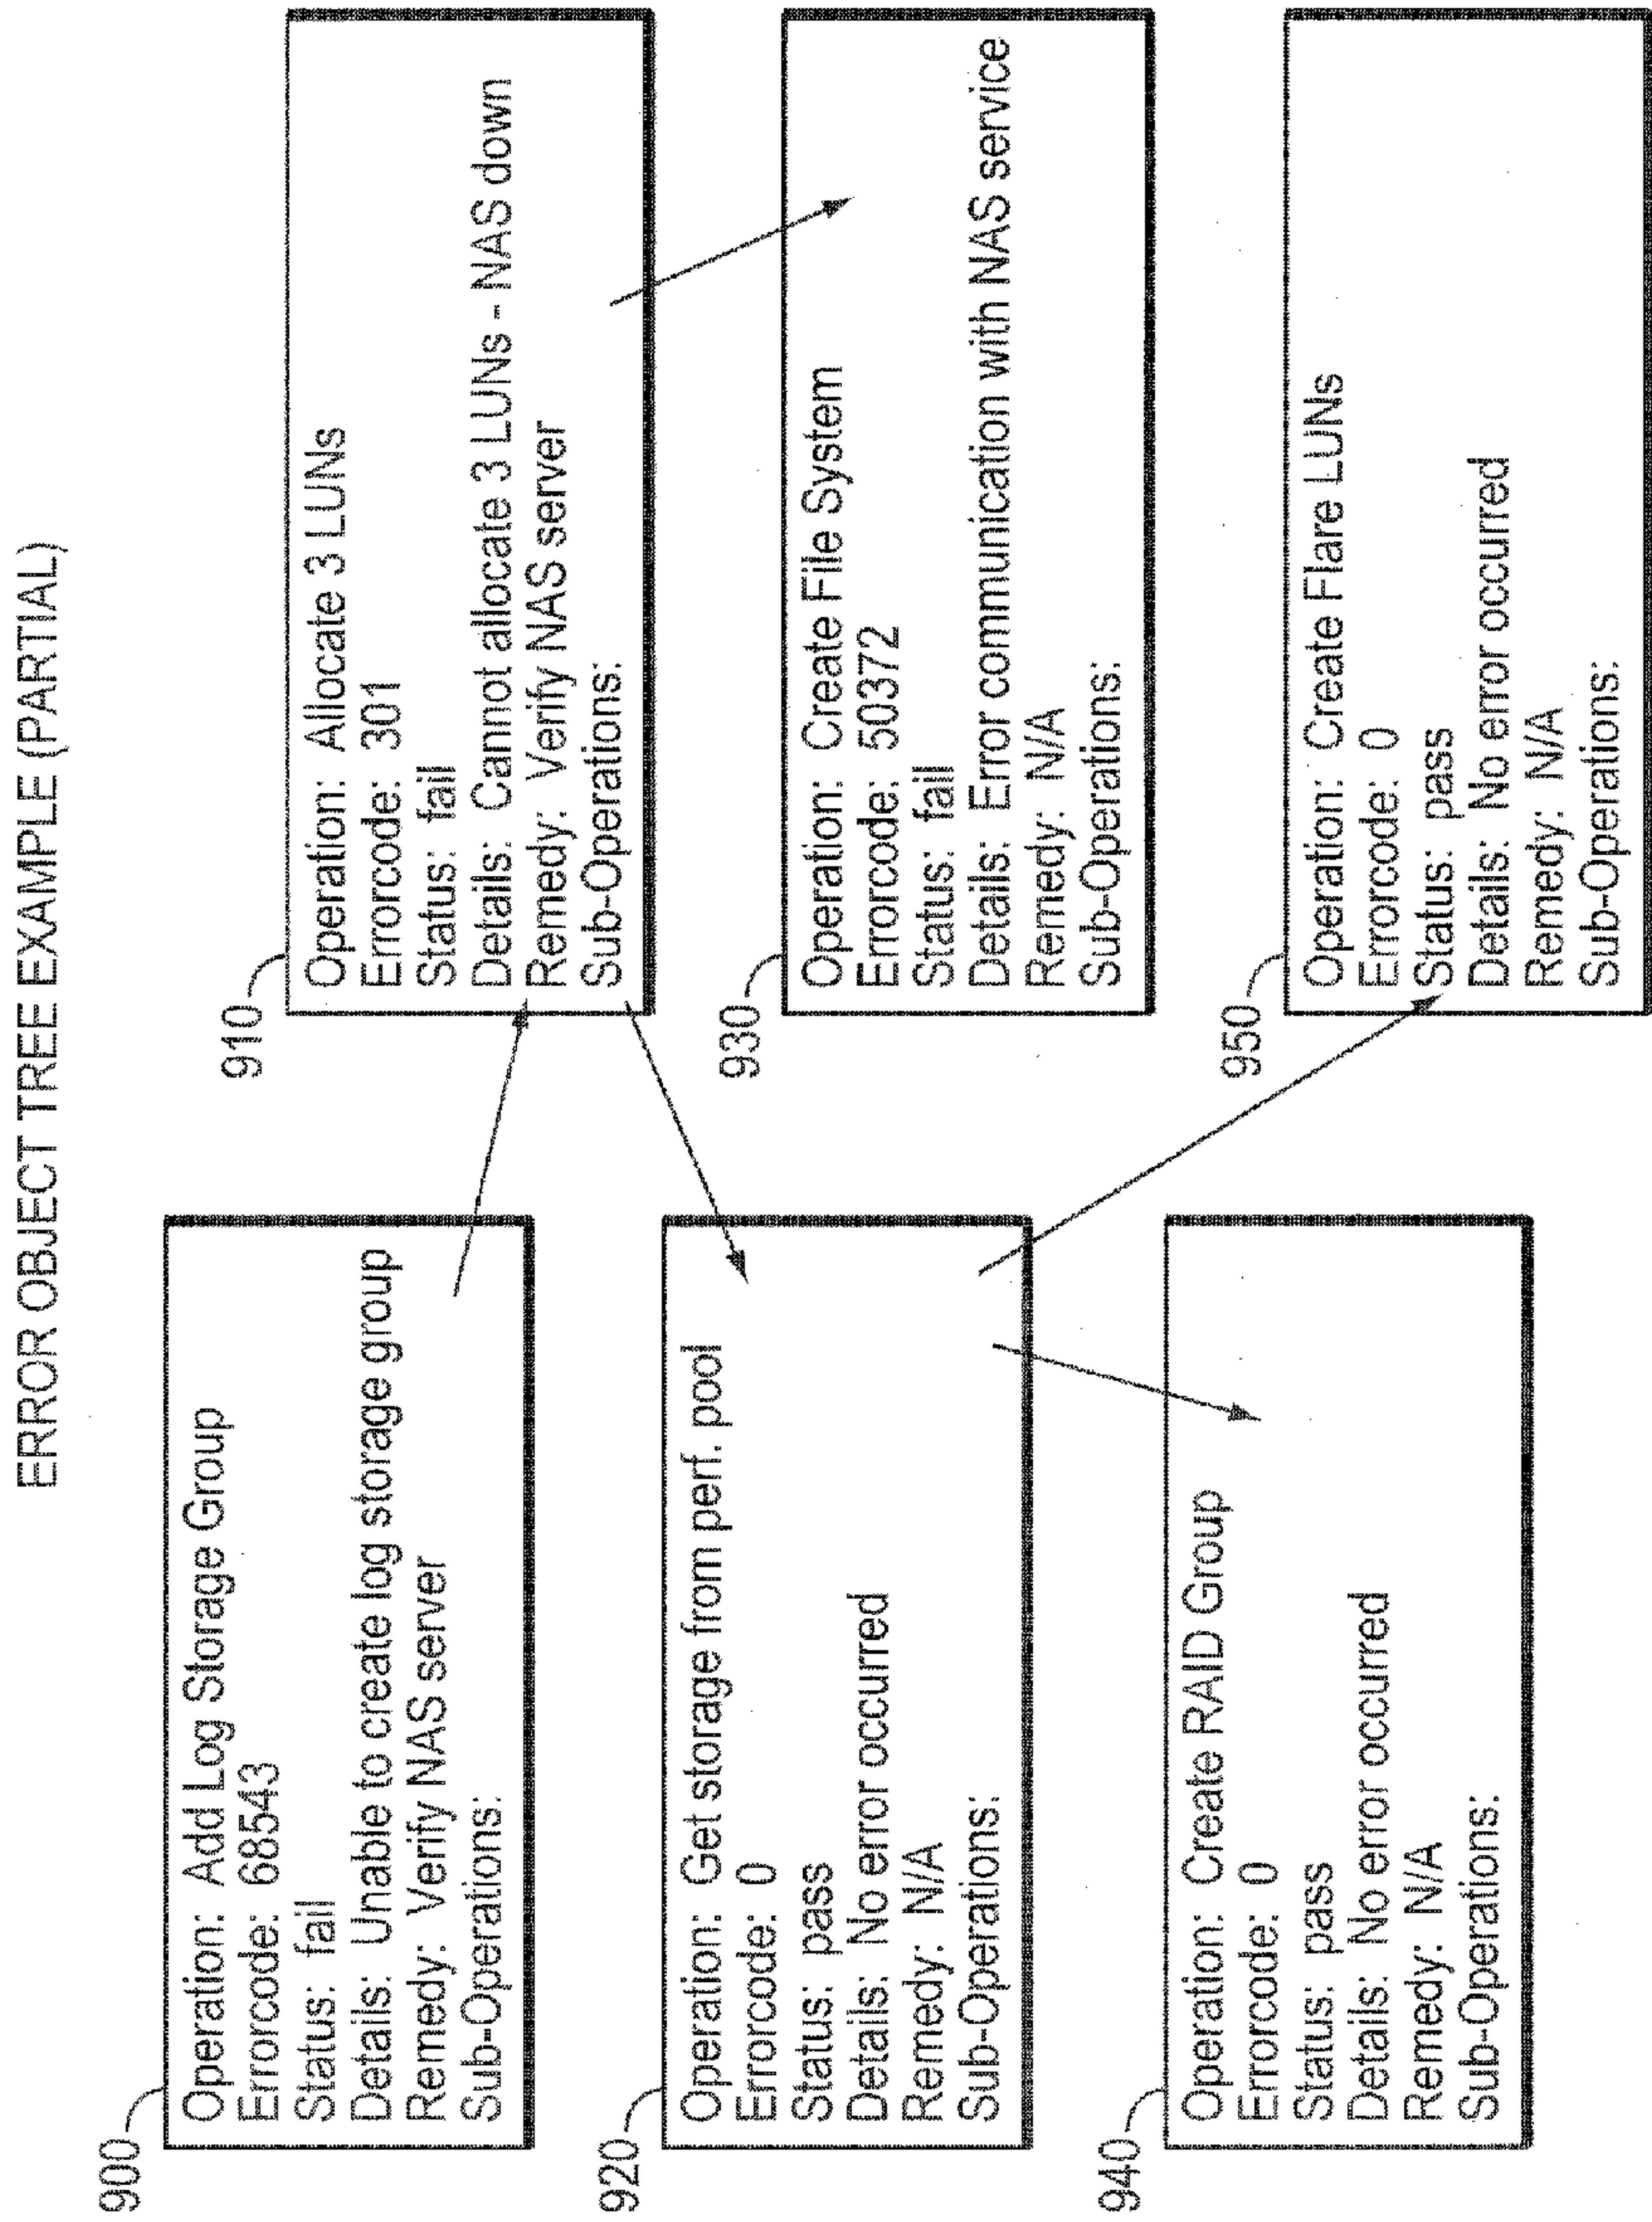 ERROR OBJECT TREE EXAMPLE (PARTIAL)
900
Operation: Add Log Storage Group
Errorcode: 68543
Status: fail
Details: Unable to create log storage group
Remedy: Verify NAS server
Sub-Operations:
910
Operation: Allocate 3 LUNs
Errorcode: 301
Status: fail
Details: Cannot allocate 3 LUNs - NAS down
Remedy: Verify NAS server
Sub-Operations:
920
Operation: Get storage from perf. pool
Errorcode: 0
Status: pass
Details: No error occurred
Remedy: N/A
Sub-Operations:
930
Operation: Create File System
Errorcode: 50372
Status: fail
Details: Error communication with NAS service
Remedy: N/A
Sub-Operations:
940
Operation: Create RAID Group
Errorcode: 0
Status: pass
Details: No error occurred
Remedy: N/A
Sub-Operations:
950
Operation: Create Flare LUNs
Errorcode: 0
Status: pass
Details: No error occurred
Remedy: N/A
Sub-Operations: